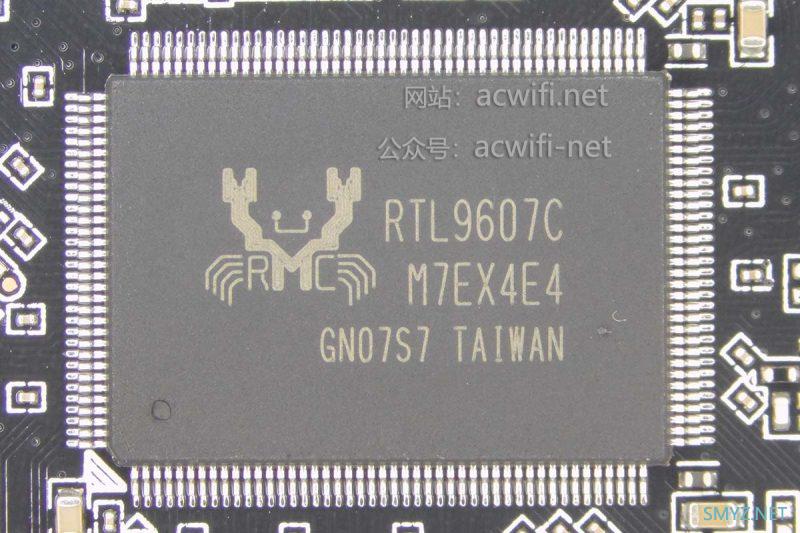 网站：acwifi.net
公众号：acwifi-net
RTL9607C
RMC
M7EX4E4
GN07S7 TAIWAN
SMYZ.NET